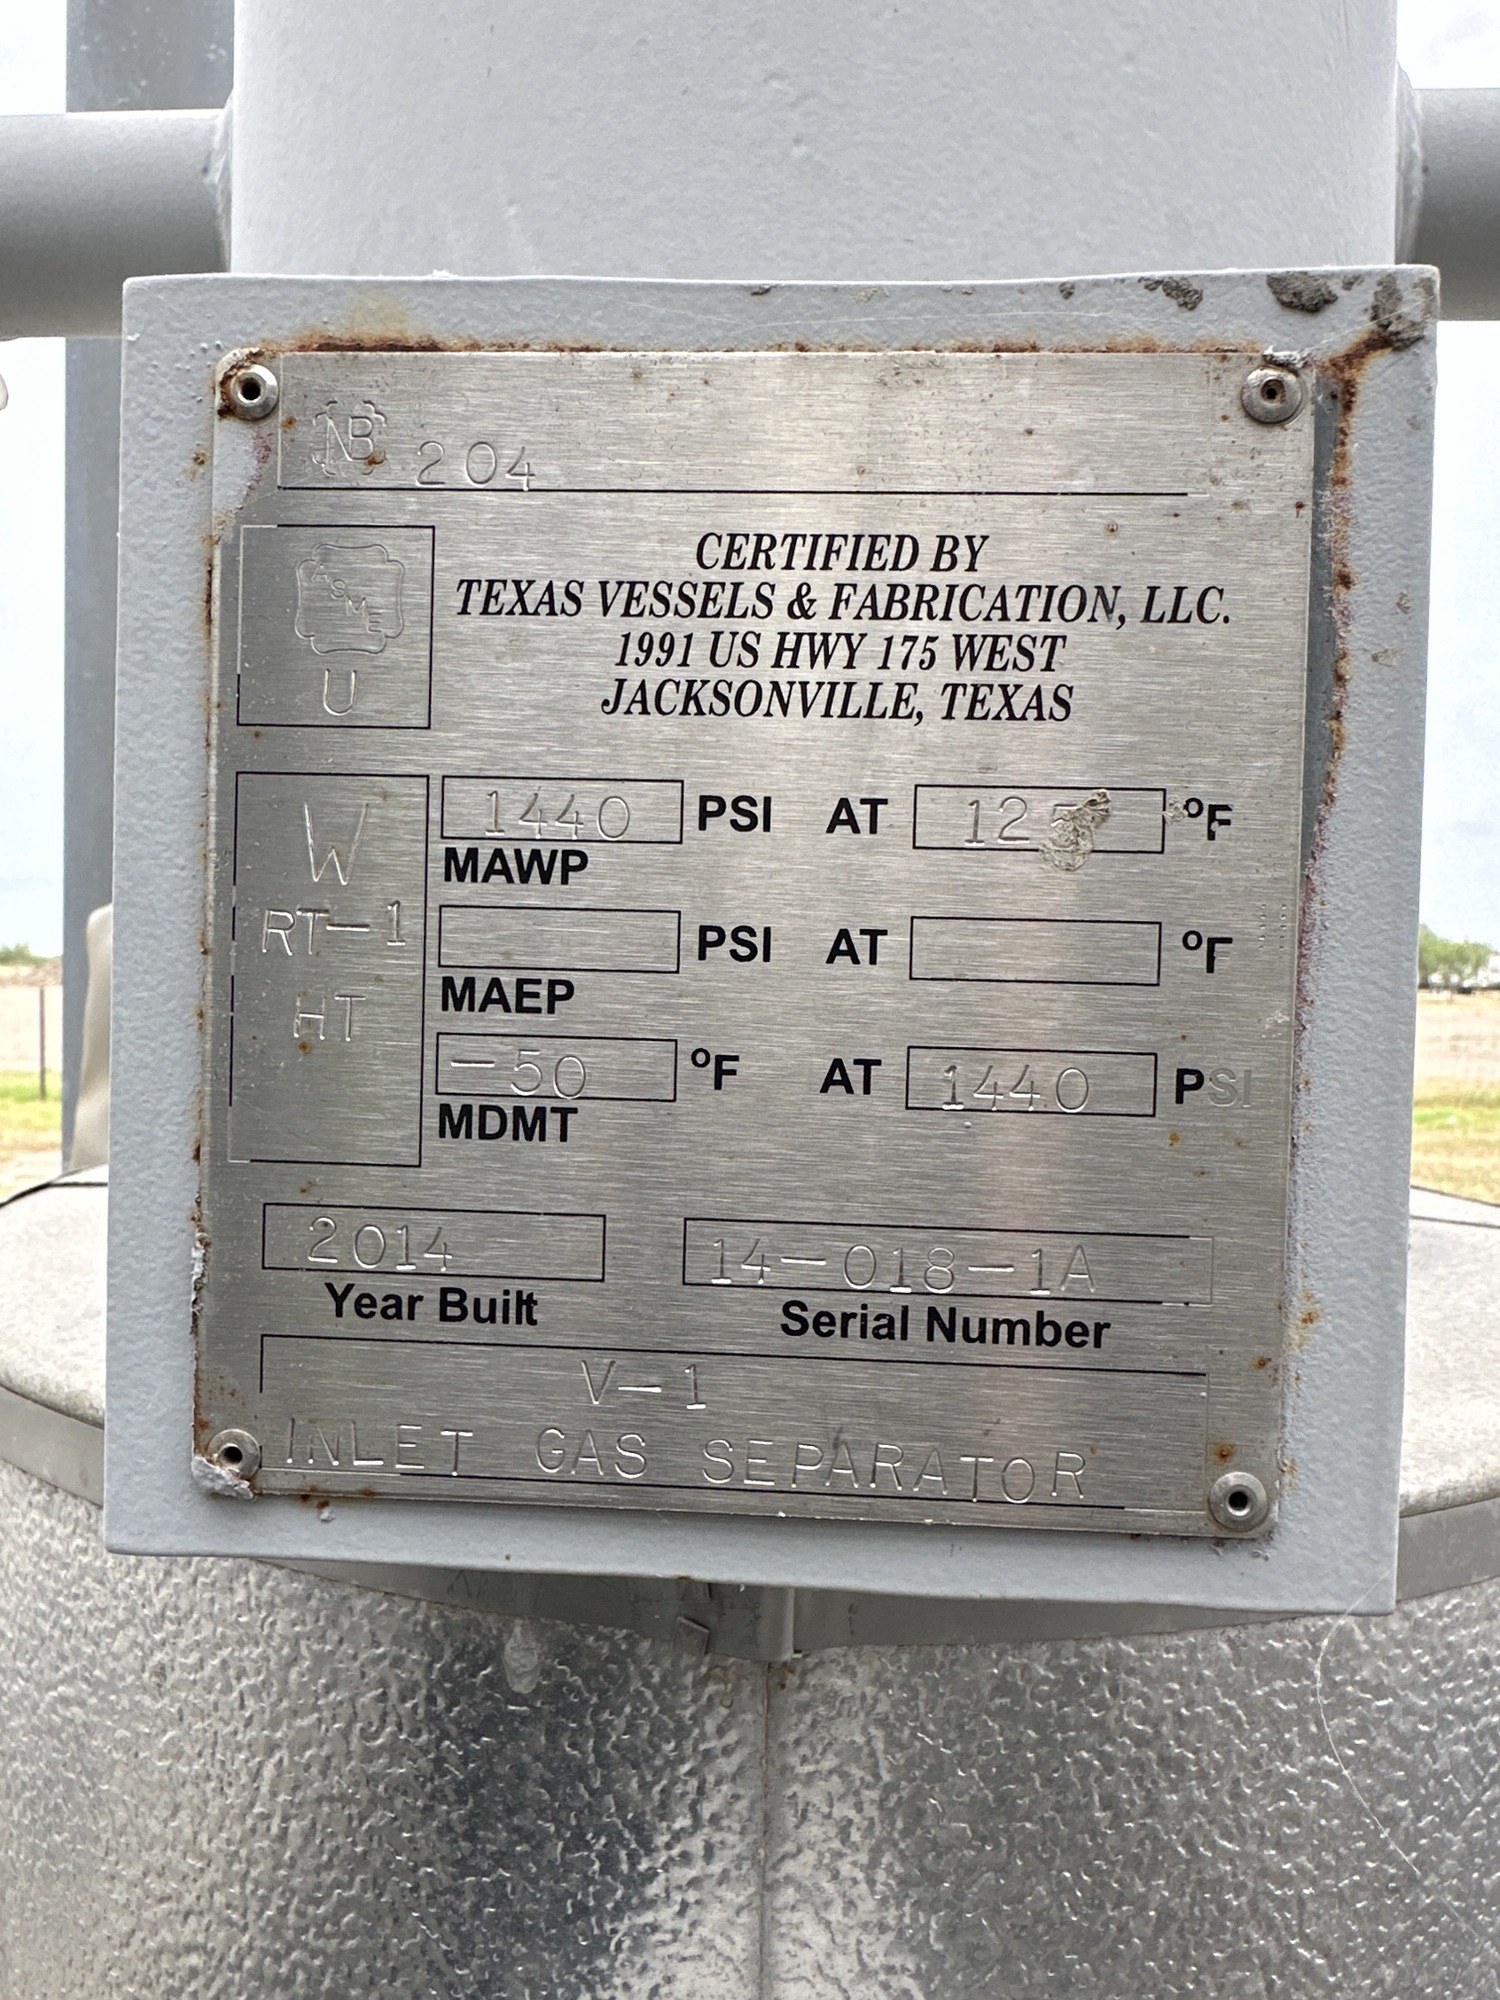 NB 204
CERTIFIED BY
TEXAS VESSELS & FABRICATION, LLC.
1991 US HWY 175 WEST
JACKSONVILLE, TEXAS
ASME
U
W
RT-1
HT
1440 PSI AT 125 °F
MAWP
PSI AT °F
MAEP
-50 °F AT 1440 PSI
MDMT
2014 14-018-1A
Year Built Serial Number
V-1
INLET GAS SEPARATOR